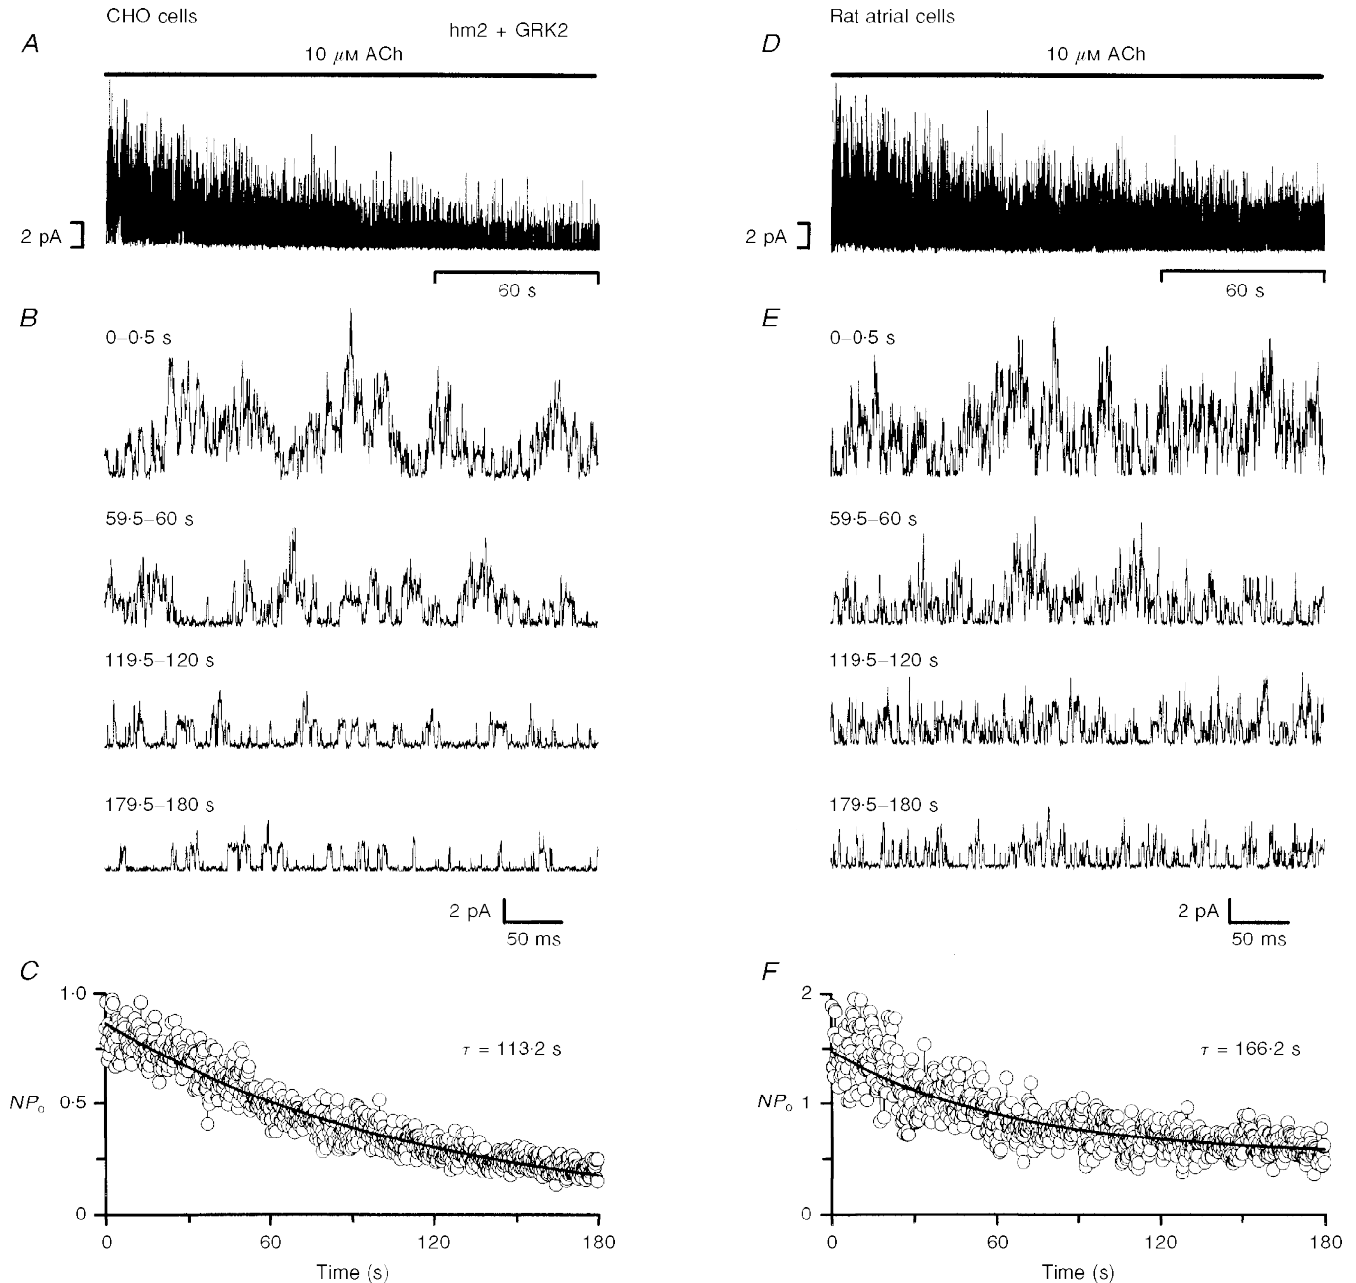 CHO cells
hm2 + GRK2
A
10 μM ACh
2 pA
60 s
B
0–0·5 s
59·5–60 s
119·5–120 s
179·5–180 s
2 pA
50 ms
C
1·0
0·5
0
NPo
τ = 113·2 s
0 60 120 180
Time (s)
Rat atrial cells
D
10 μM ACh
2 pA
60 s
E
0–0·5 s
59·5–60 s
119·5–120 s
179·5–180 s
2 pA
50 ms
F
2
1
0
NPo
τ = 166·2 s
0 60 120 180
Time (s)